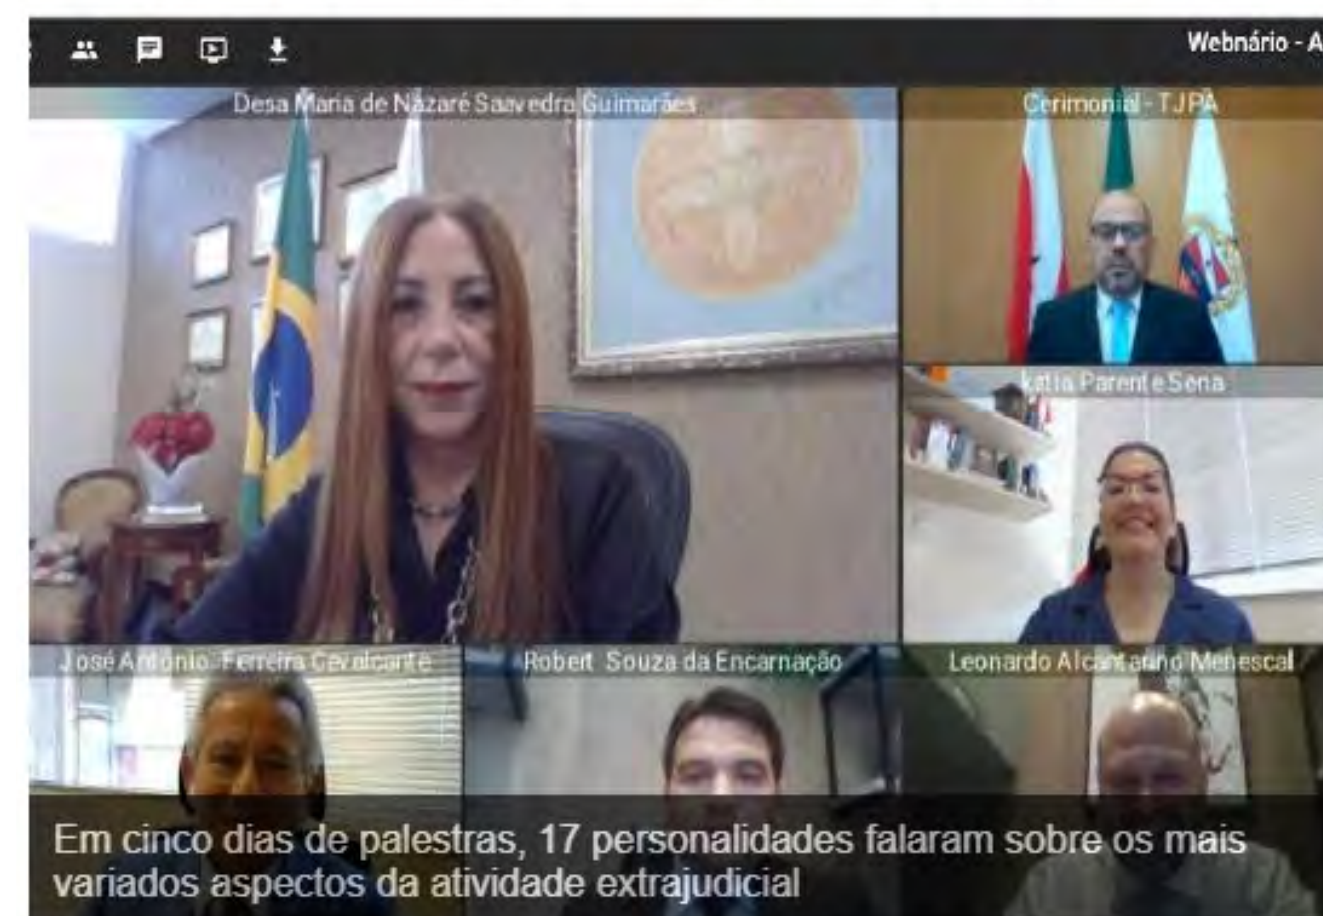 Webnário - A
Desa Maria de Nazaré Saavedra Guimarães
Cerimonial - TJPA
katia Parente Sena
José Antônio Ferreira Cavalcante
Robert Souza da Encarnação
Leonardo Alcantarino Menescal
Em cinco dias de palestras, 17 personalidades falaram sobre os mais
variados aspectos da atividade extrajudicial